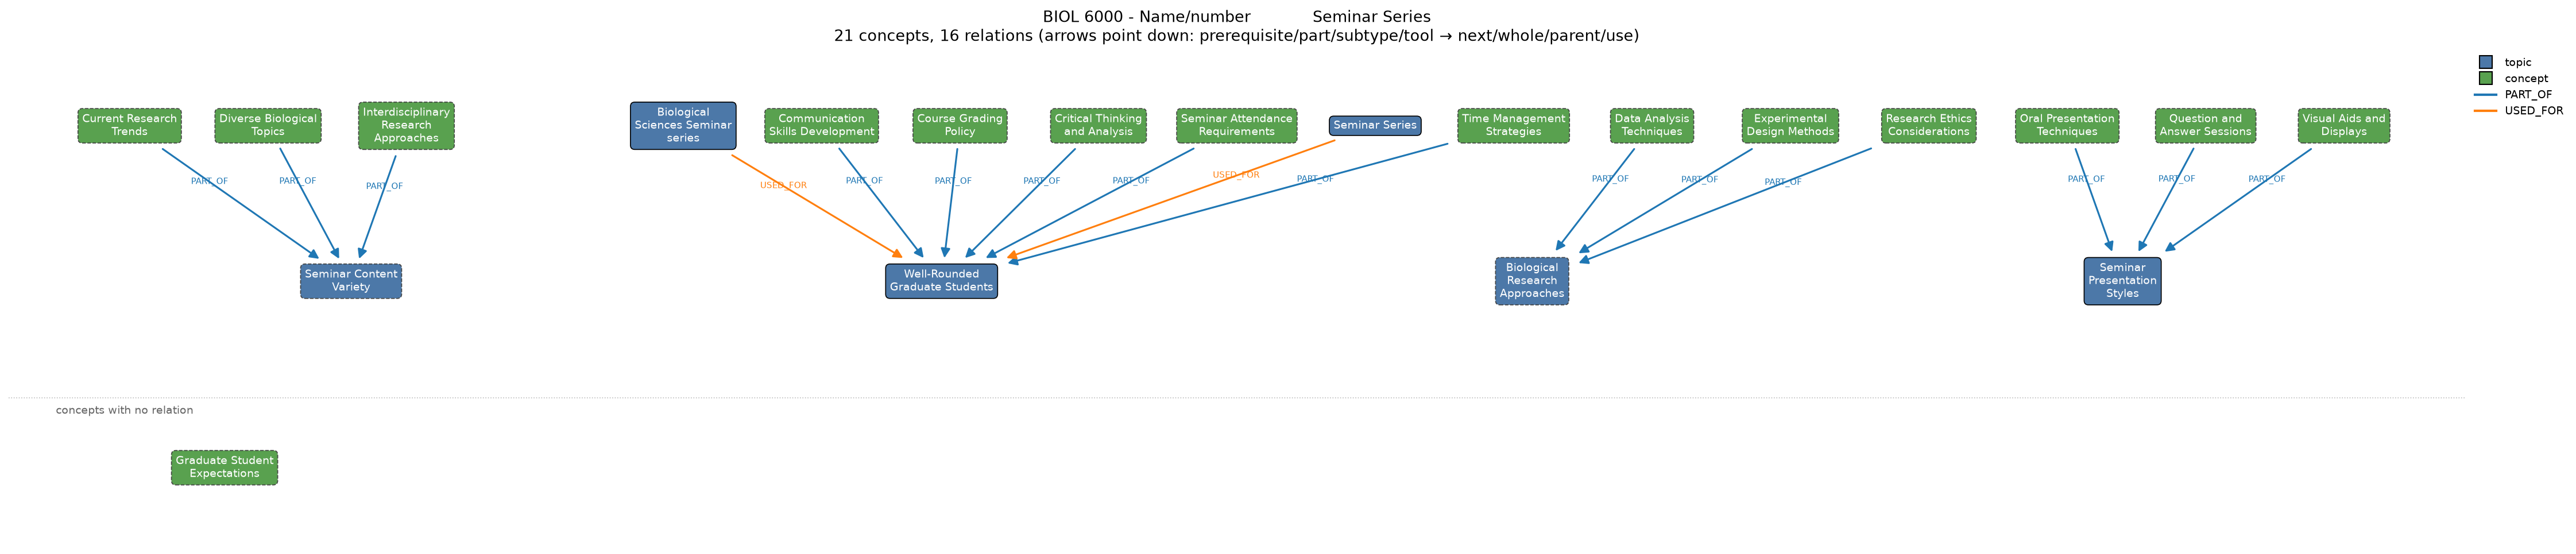 BIOL 6000 - Name/number Seminar Series
21 concepts, 16 relations (arrows point down: prerequisite/part/subtype/tool → next/whole/parent/use)
topic
concept
PART_OF
USED_FOR
Current Research
Trends
Diverse Biological
Topics
Interdisciplinary
Research
Approaches
Biological
Sciences Seminar
series
Communication
Skills Development
Course Grading
Policy
Critical Thinking
and Analysis
Seminar Attendance
Requirements
Seminar Series
Time Management
Strategies
Data Analysis
Techniques
Experimental
Design Methods
Research Ethics
Considerations
Oral Presentation
Techniques
Question and
Answer Sessions
Visual Aids and
Displays
PART_OF
PART_OF
PART_OF
USED_FOR
PART_OF
PART_OF
PART_OF
PART_OF
USED_FOR
PART_OF
PART_OF
PART_OF
PART_OF
PART_OF
PART_OF
PART_OF
Seminar Content
Variety
Well-Rounded
Graduate Students
Biological
Research
Approaches
Seminar
Presentation
Styles
concepts with no relation
Graduate Student
Expectations